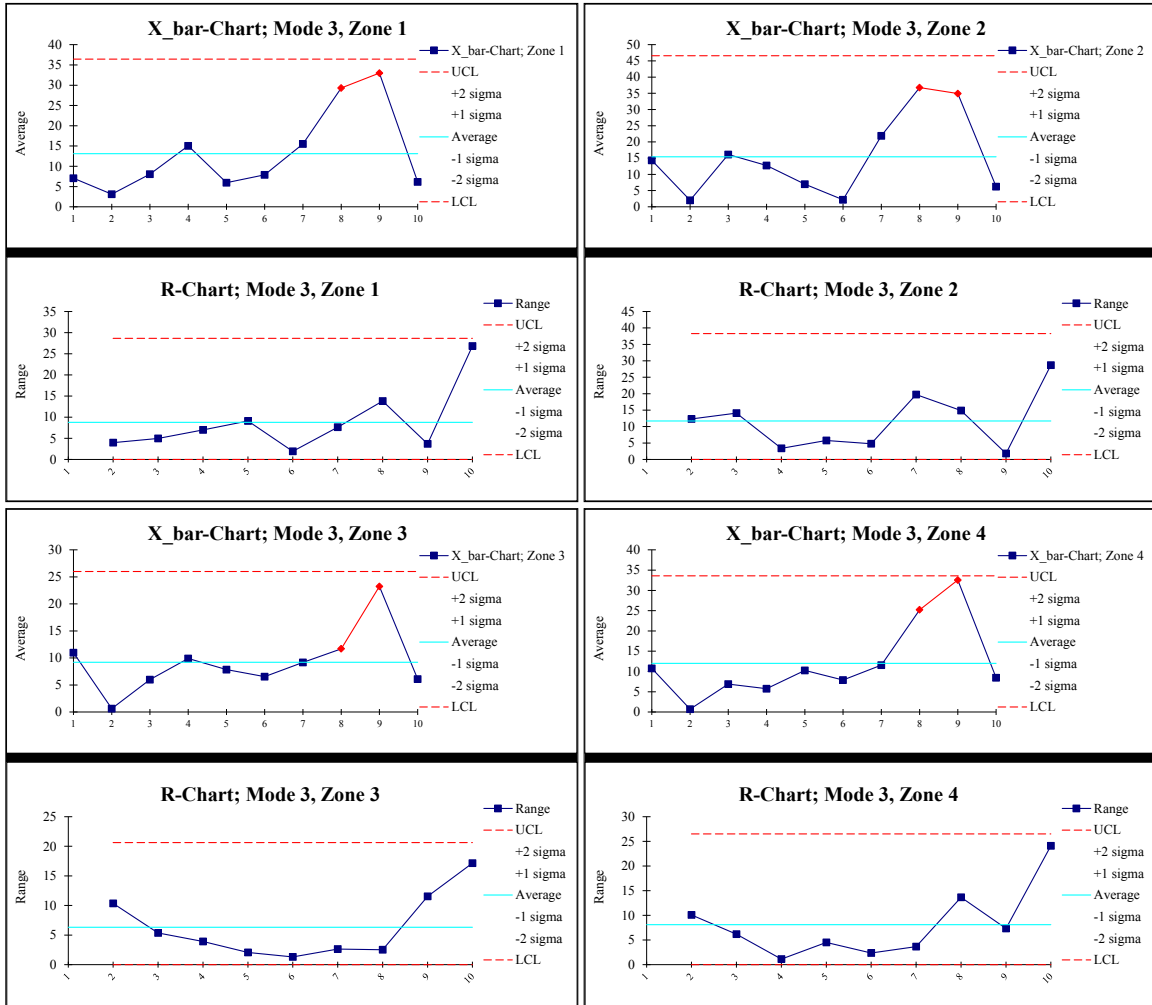 X_bar-Chart; Mode 3, Zone 1
40
35
30
25
20
15
10
5
0
Average
1 2 3 4 5 6 7 8 9 10
X_bar-Chart; Zone 1
UCL
+2 sigma
+1 sigma
Average
-1 sigma
-2 sigma
LCL
X_bar-Chart; Mode 3, Zone 2
50
45
40
35
30
25
20
15
10
5
0
Average
1 2 3 4 5 6 7 8 9 10
X_bar-Chart; Zone 2
UCL
+2 sigma
+1 sigma
Average
-1 sigma
-2 sigma
LCL
R-Chart; Mode 3, Zone 1
35
30
25
20
15
10
5
0
Range
1 2 3 4 5 6 7 8 9 10
Range
UCL
+2 sigma
+1 sigma
Average
-1 sigma
-2 sigma
LCL
R-Chart; Mode 3, Zone 2
45
40
35
30
25
20
15
10
5
0
Range
1 2 3 4 5 6 7 8 9 10
Range
UCL
+2 sigma
+1 sigma
Average
-1 sigma
-2 sigma
LCL
X_bar-Chart; Mode 3, Zone 3
30
25
20
15
10
5
0
Average
1 2 3 4 5 6 7 8 9 10
X_bar-Chart; Zone 3
UCL
+2 sigma
+1 sigma
Average
-1 sigma
-2 sigma
LCL
X_bar-Chart; Mode 3, Zone 4
40
35
30
25
20
15
10
5
0
Average
1 2 3 4 5 6 7 8 9 10
X_bar-Chart; Zone 4
UCL
+2 sigma
+1 sigma
Average
-1 sigma
-2 sigma
LCL
R-Chart; Mode 3, Zone 3
25
20
15
10
5
0
Range
1 2 3 4 5 6 7 8 9 10
Range
UCL
+2 sigma
+1 sigma
Average
-1 sigma
-2 sigma
LCL
R-Chart; Mode 3, Zone 4
30
25
20
15
10
5
0
Range
1 2 3 4 5 6 7 8 9 10
Range
UCL
+2 sigma
+1 sigma
Average
-1 sigma
-2 sigma
LCL